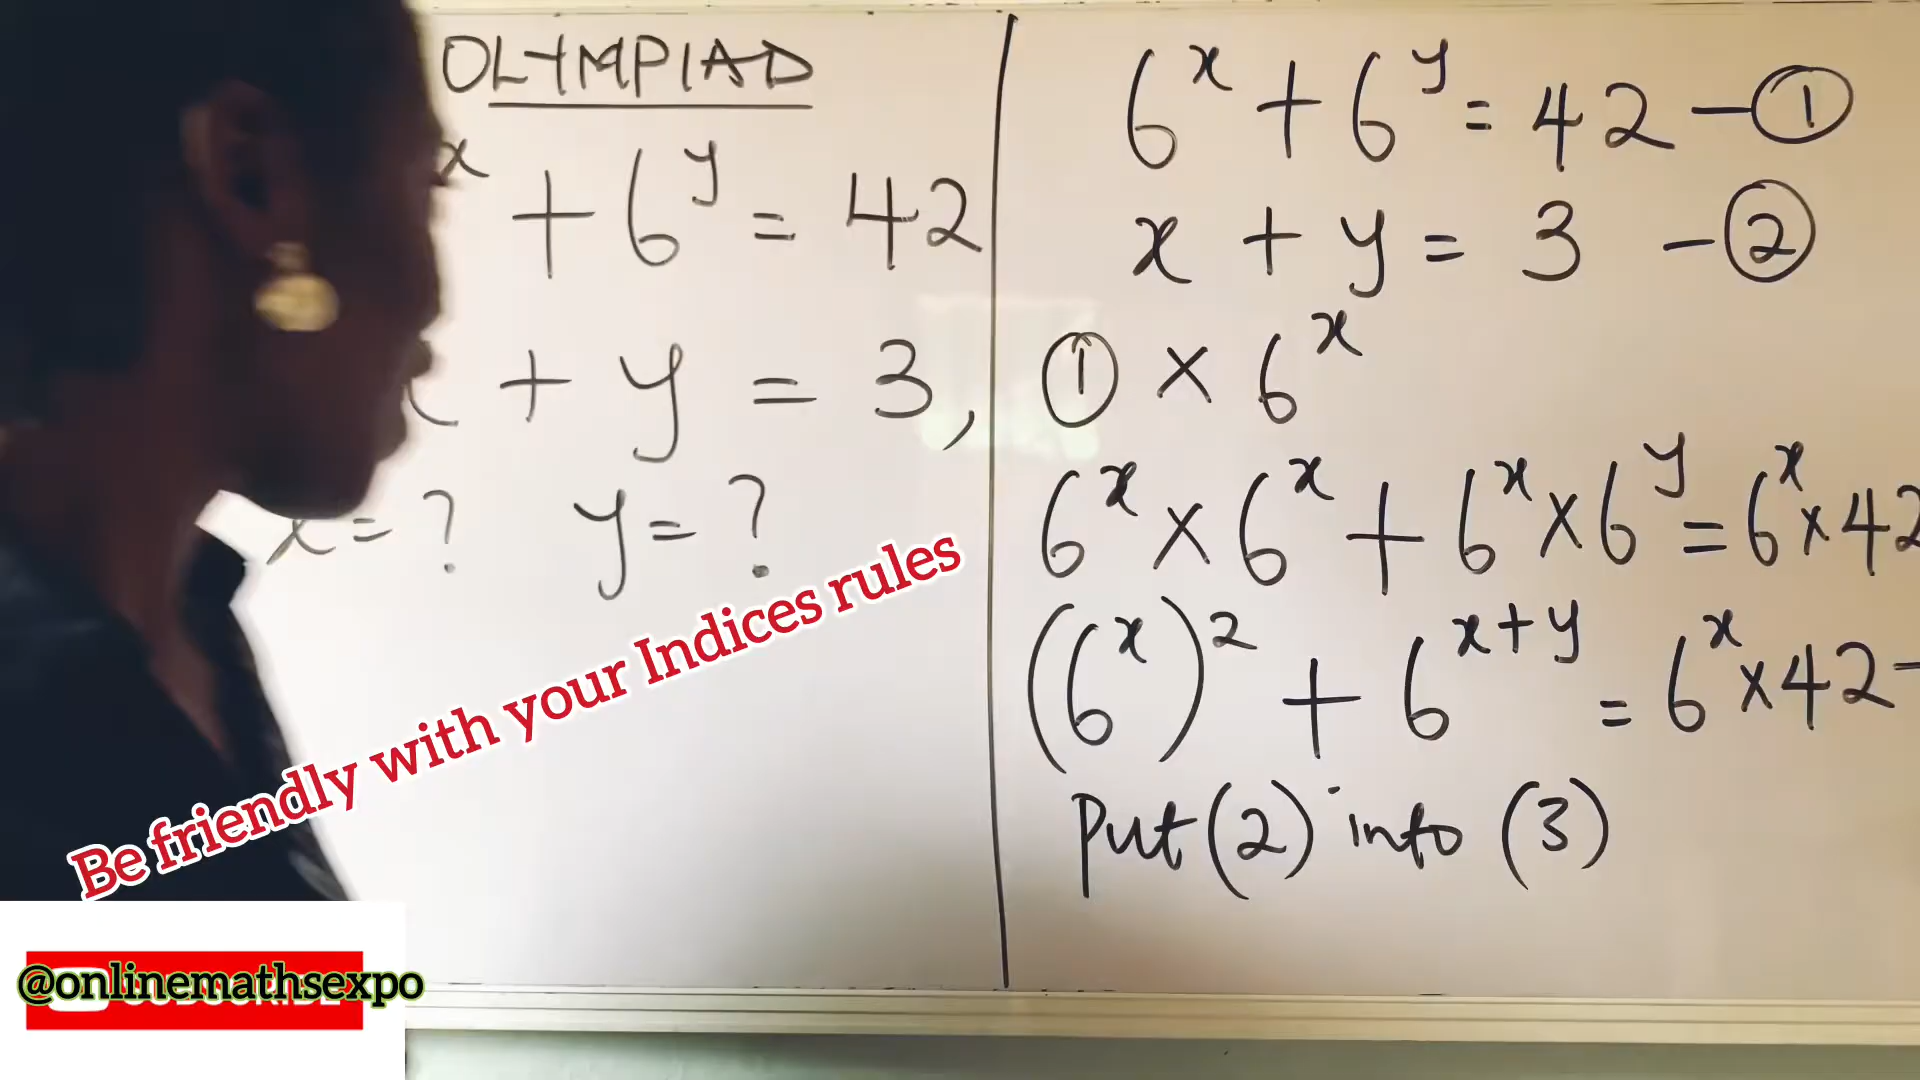 OLYMPIAD
x + 6^y = 42
x + y = 3,
x = ? y = ?
6^x + 6^y = 42 - ①
x + y = 3 - ②
① × 6^x
6^x × 6^x + 6^x × 6^y = 6^x × 42
(6^x)^2 + 6^(x+y) = 6^x × 42 -
Put (2) into (3)
Be friendly with your Indices rules
@onlinemathsexpo